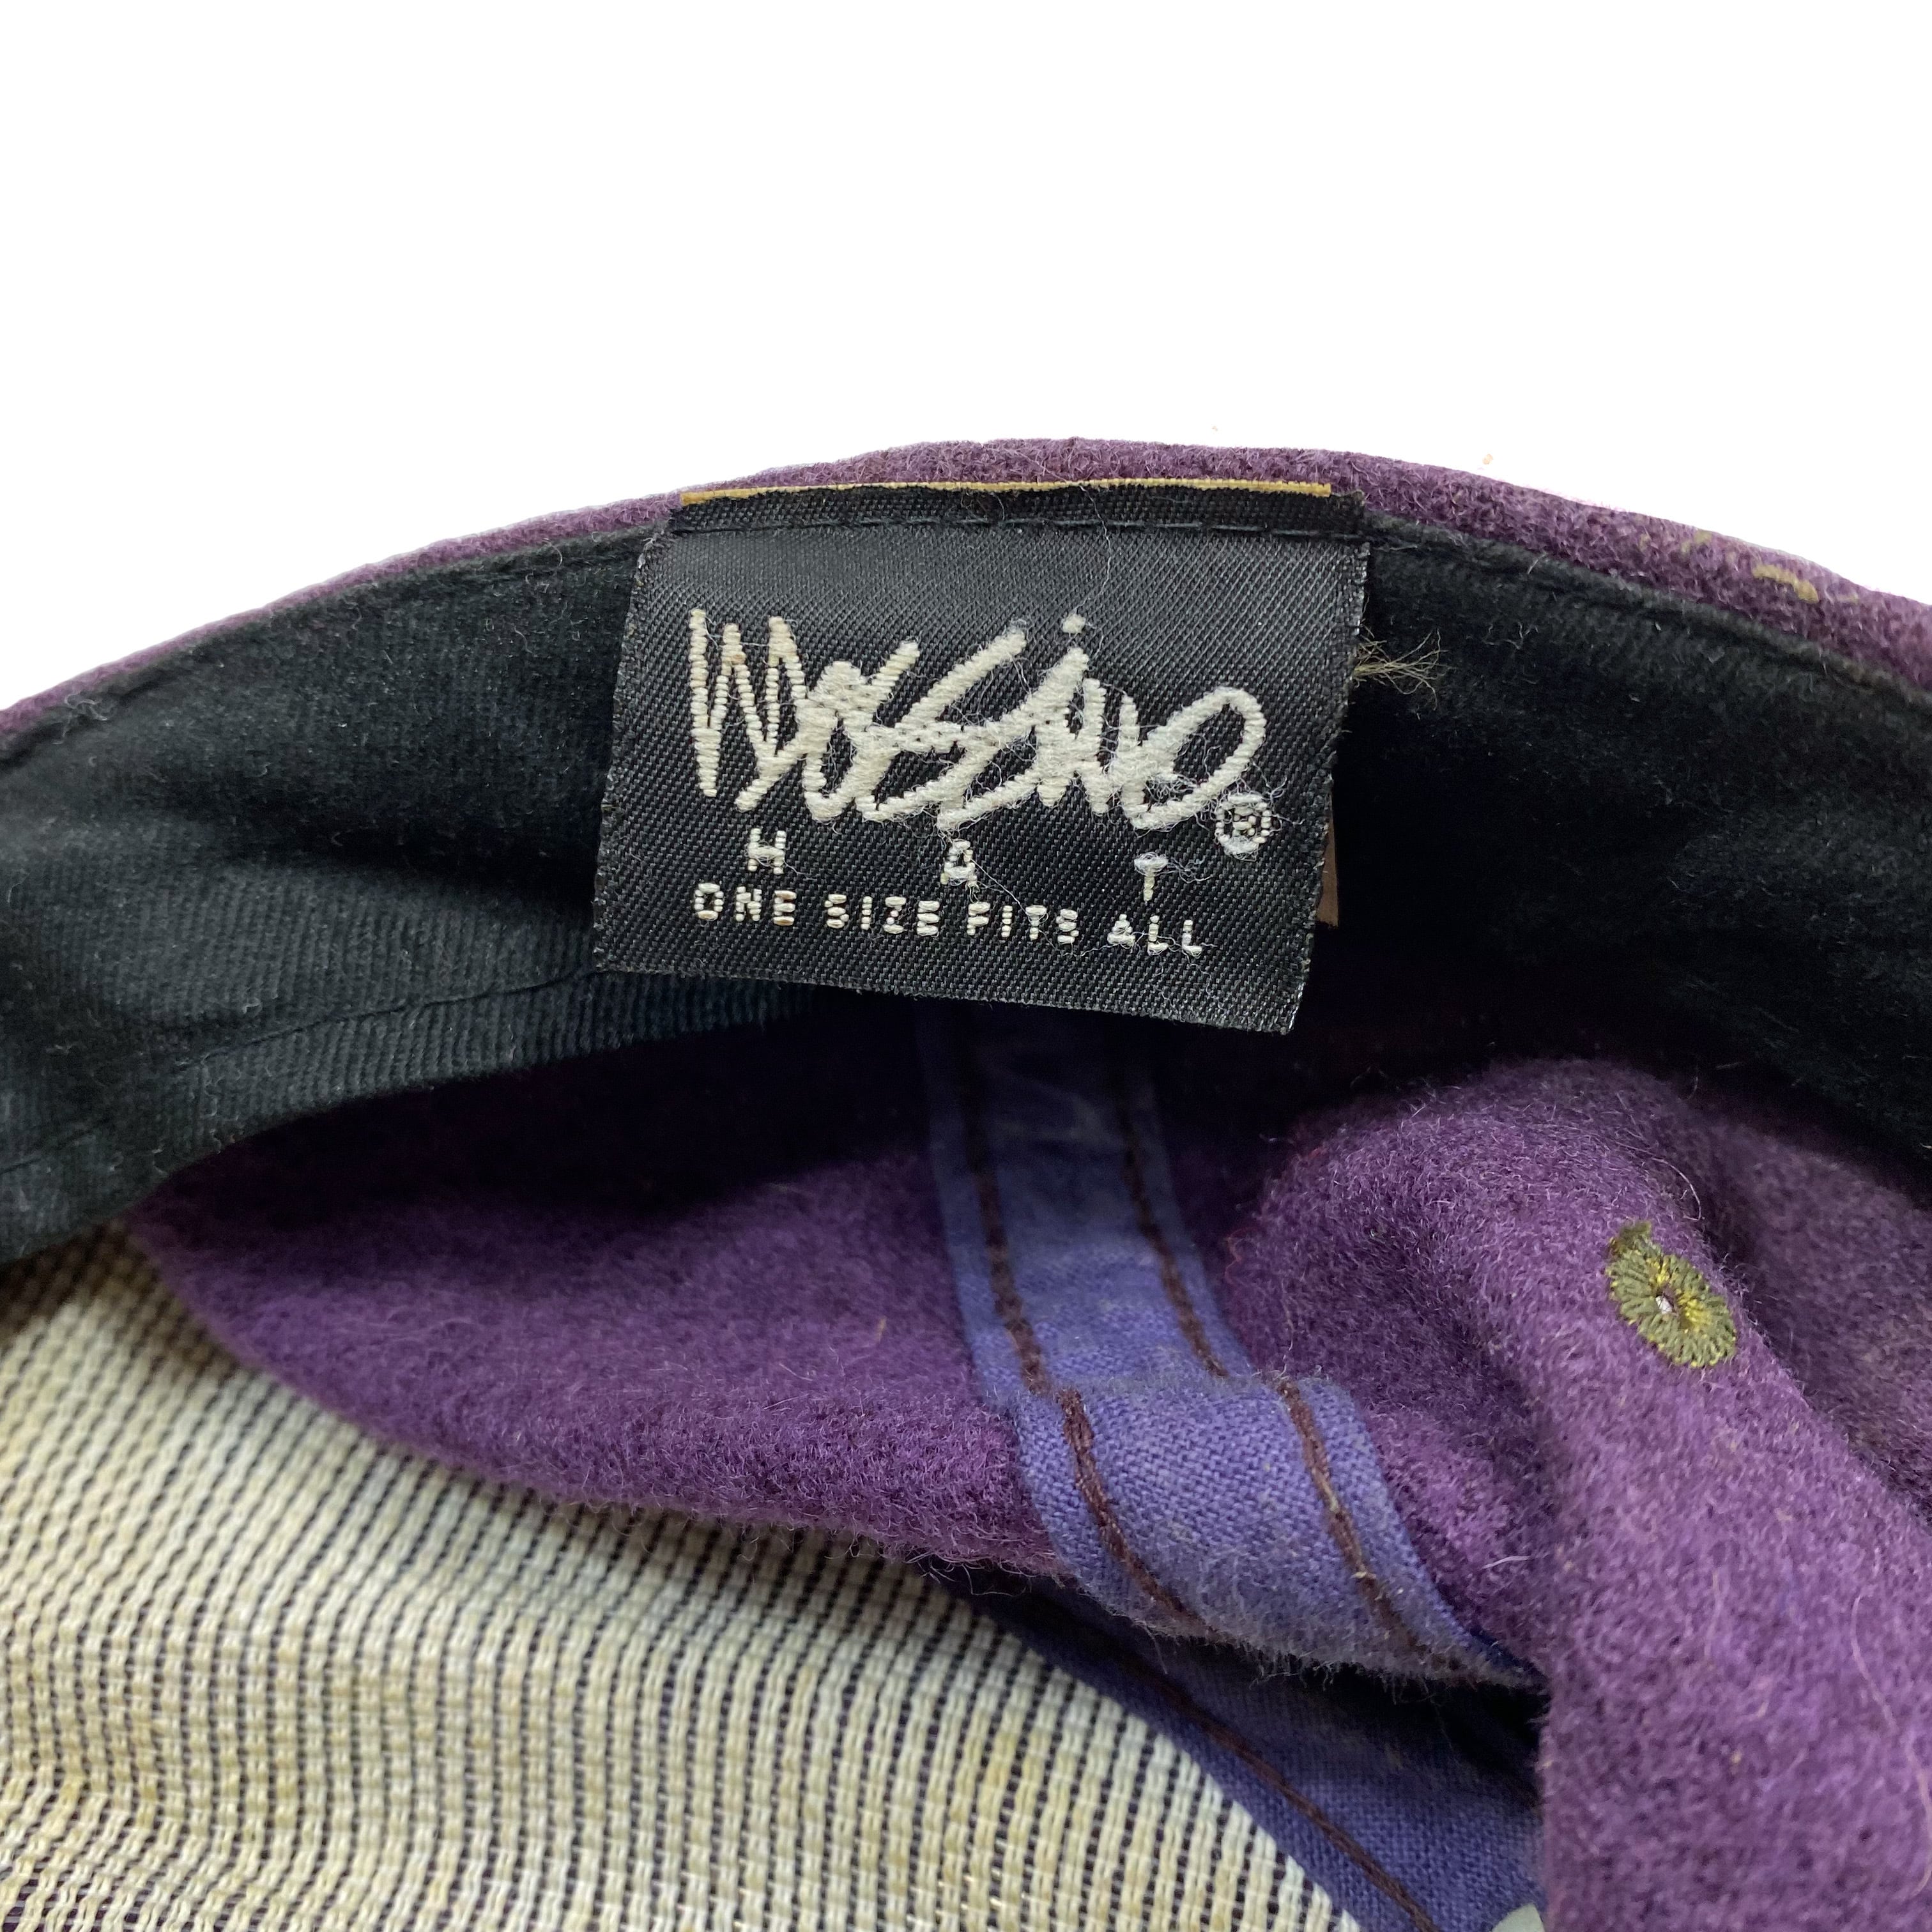 Mossimo®
H A T
ONE SIZE FITS ALL